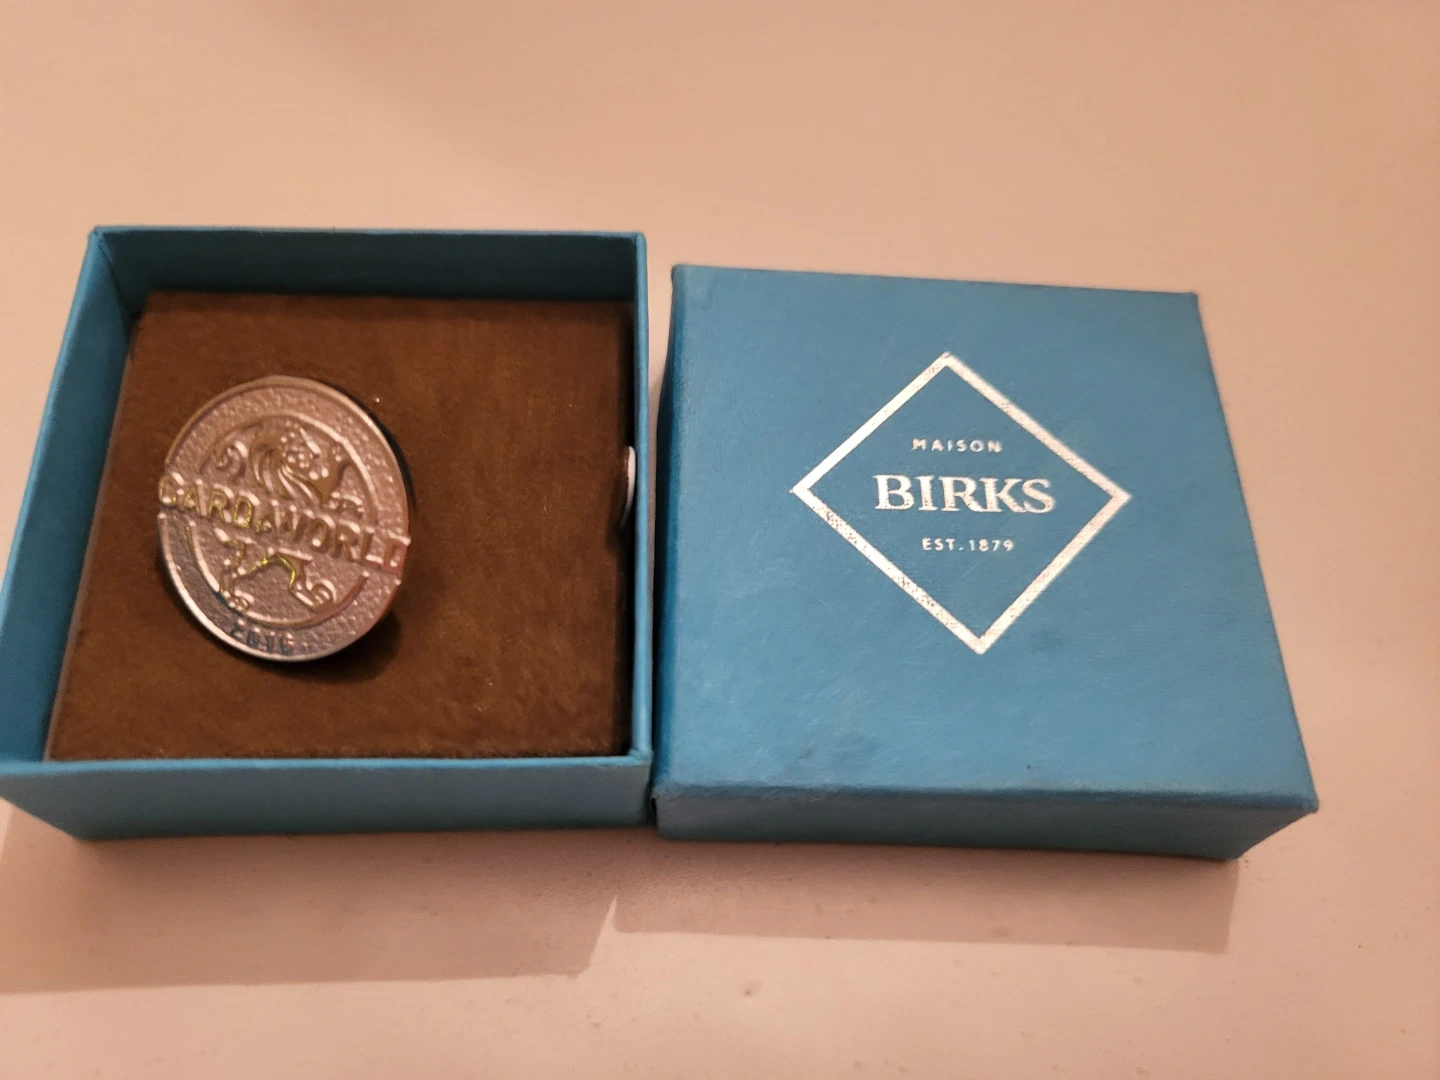 GARDAWORLD
MAISON
BIRKS
EST. 1879